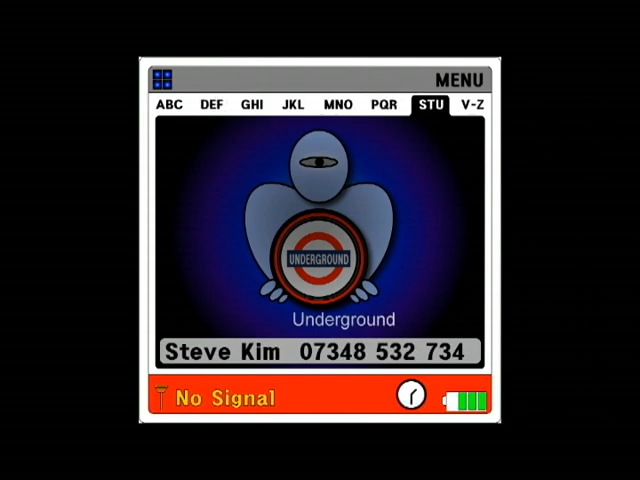 MENU
ABC DEF GHI JKL MNO PQR STU V-Z
UNDERGROUND
Underground
Steve Kim 07348 532 734
No Signal